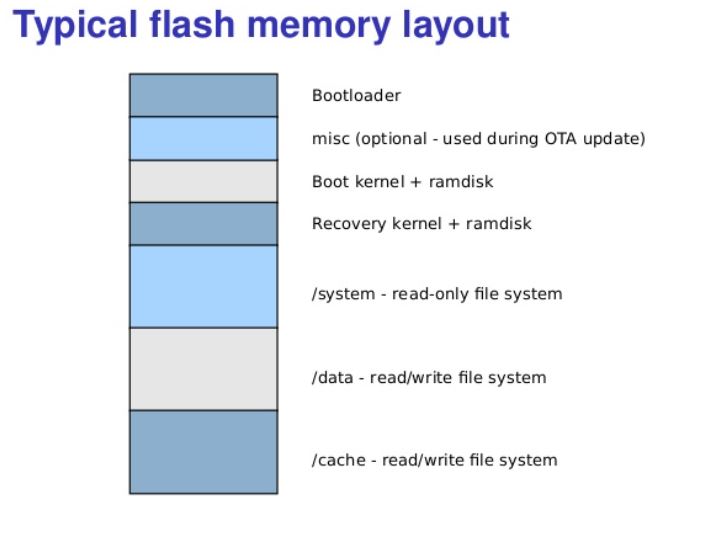 Typical flash memory layout
Bootloader
misc (optional - used during OTA update)
Boot kernel + ramdisk
Recovery kernel + ramdisk
/system - read-only file system
/data - read/write file system
/cache - read/write file system